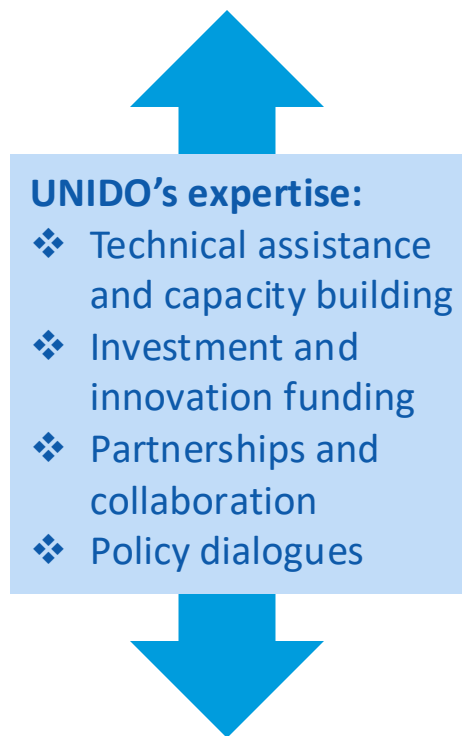 UNIDO’s expertise:
❖ Technical assistance
and capacity building
❖ Investment and
innovation funding
❖ Partnerships and
collaboration
❖ Policy dialogues